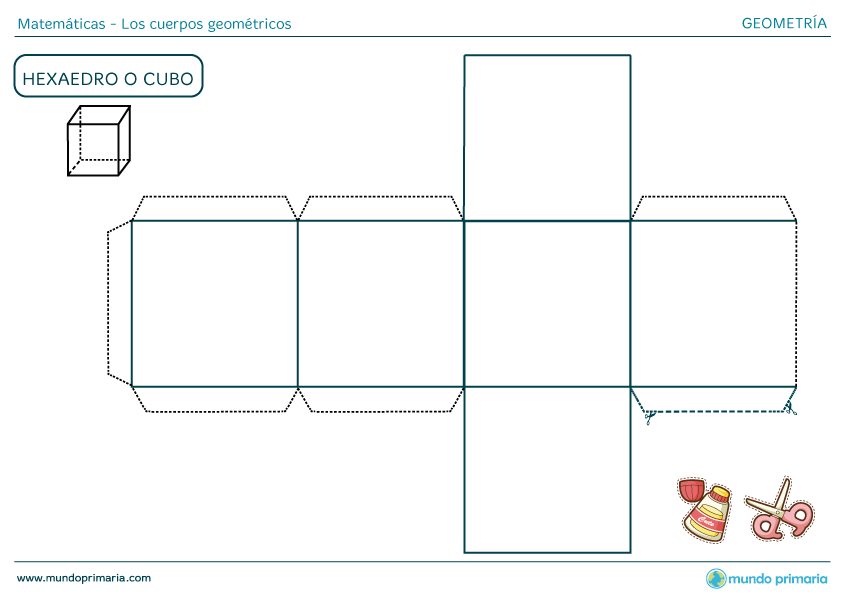 Matemáticas - Los cuerpos geométricos
GEOMETRÍA
HEXAEDRO O CUBO
www.mundoprimaria.com
mundo primaria